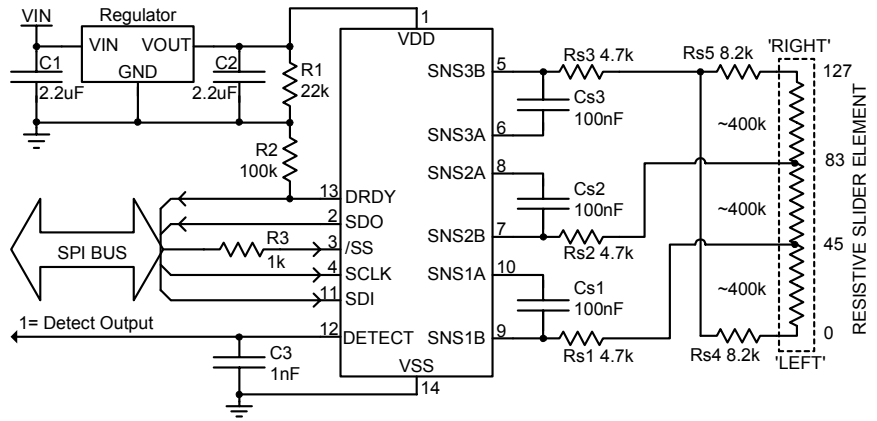 VIN
Regulator
VIN
VOUT
GND
C1
2.2uF
C2
2.2uF
R1
22k
R2
100k
1
VDD
SNS3B
5
Rs3 4.7k
Rs5 8.2k
'RIGHT'
127
Cs3
100nF
SNS3A
6
~400k
SNS2A
8
83
Cs2
100nF
SNS2B
7
Rs2 4.7k
~400k
45
SNS1A
10
Cs1
100nF
~400k
SNS1B
9
Rs1 4.7k
Rs4 8.2k
0
'LEFT'
RESISTIVE SLIDER ELEMENT
13
DRDY
2
SDO
SPI BUS
R3
1k
3
/SS
4
SCLK
11
SDI
1= Detect Output
12
DETECT
C3
1nF
VSS
14